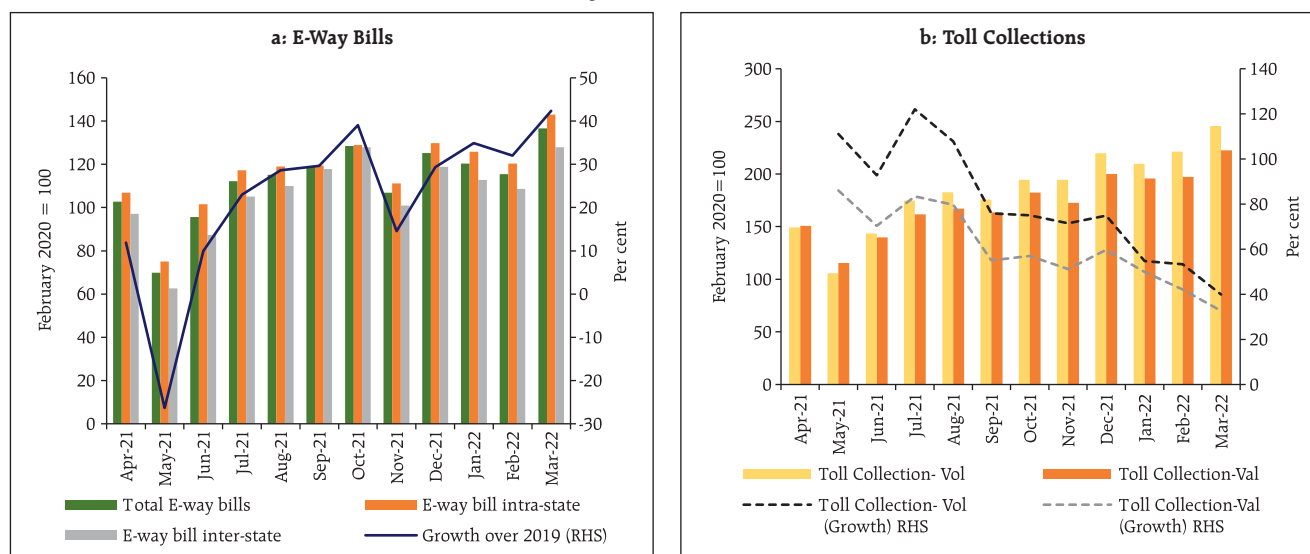 a: E-Way Bills
February 2020 = 100
160
140
120
100
80
60
40
20
0
50
40
30
20
10
0
-10
-20
-30
Per cent
Apr-21
May-21
Jun-21
Jul-21
Aug-21
Sep-21
Oct-21
Nov-21
Dec-21
Jan-22
Feb-22
Mar-22
Total E-way bills
E-way bill intra-state
E-way bill inter-state
Growth over 2019 (RHS)
b: Toll Collections
February 2020=100
300
250
200
150
100
50
0
140
120
100
80
60
40
20
0
Per cent
Apr-21
May-21
Jun-21
Jul-21
Aug-21
Sep-21
Oct-21
Nov-21
Dec-21
Jan-22
Feb-22
Mar-22
Toll Collection- Vol
Toll Collection-Val
Toll Collection- Vol
(Growth) RHS
Toll Collection-Val
(Growth) RHS